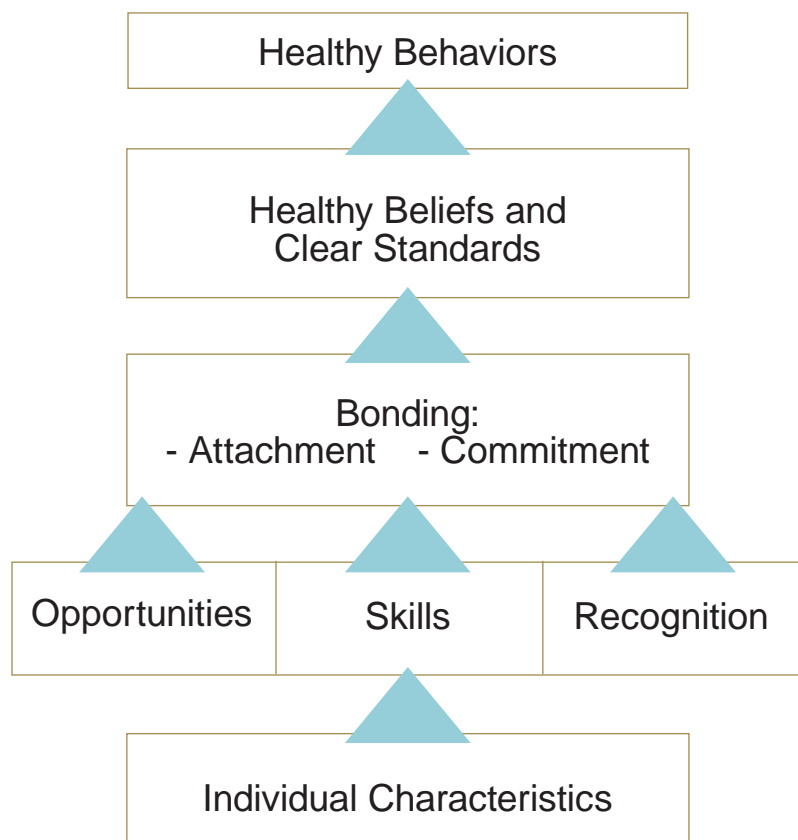 Healthy Behaviors
Healthy Beliefs and
Clear Standards
Bonding:
- Attachment - Commitment
Opportunities
Skills
Recognition
Individual Characteristics